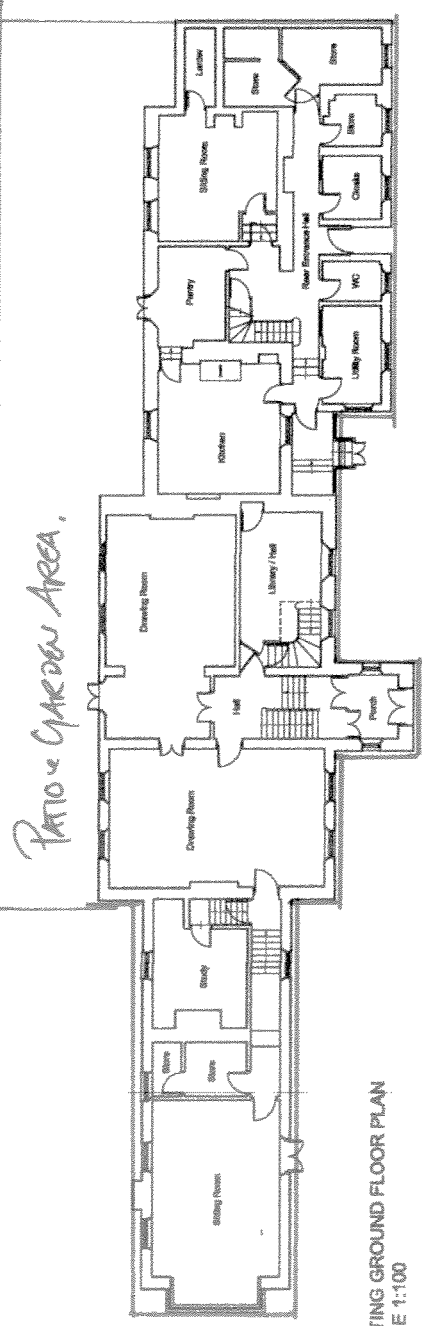 PATIO & GARDEN AREA.
Larder
Store
Store
Sitting Room
Store
Cloaks
Rear Entrance Hall
Pantry
WC
Utility Room
Kitchen
Drawing Room
Library / Hall
Hall
Porch
Drawing Room
Study
Store
Store
Sitting Room
TING GROUND FLOOR PLAN
E 1:100